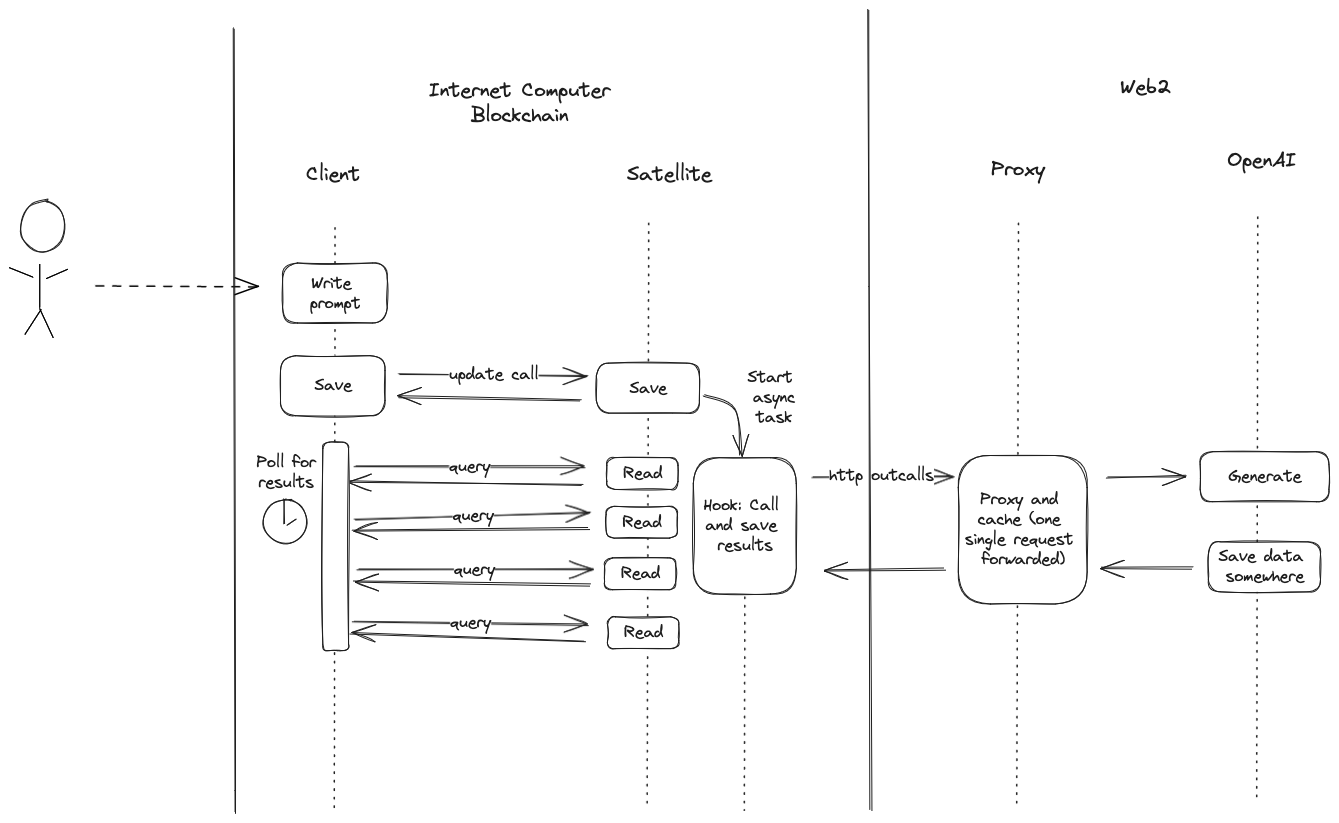 Internet Computer
Blockchain
Web2
Client
Satellite
Proxy
OpenAI
Write
prompt
Save
update call
Save
Start
async
task
Poll for
results
query
Read
query
Read
query
Read
query
Read
Hook: Call
and save
results
http outcalls
Proxy and
cache (one
single request
forwarded)
Generate
Save data
somewhere